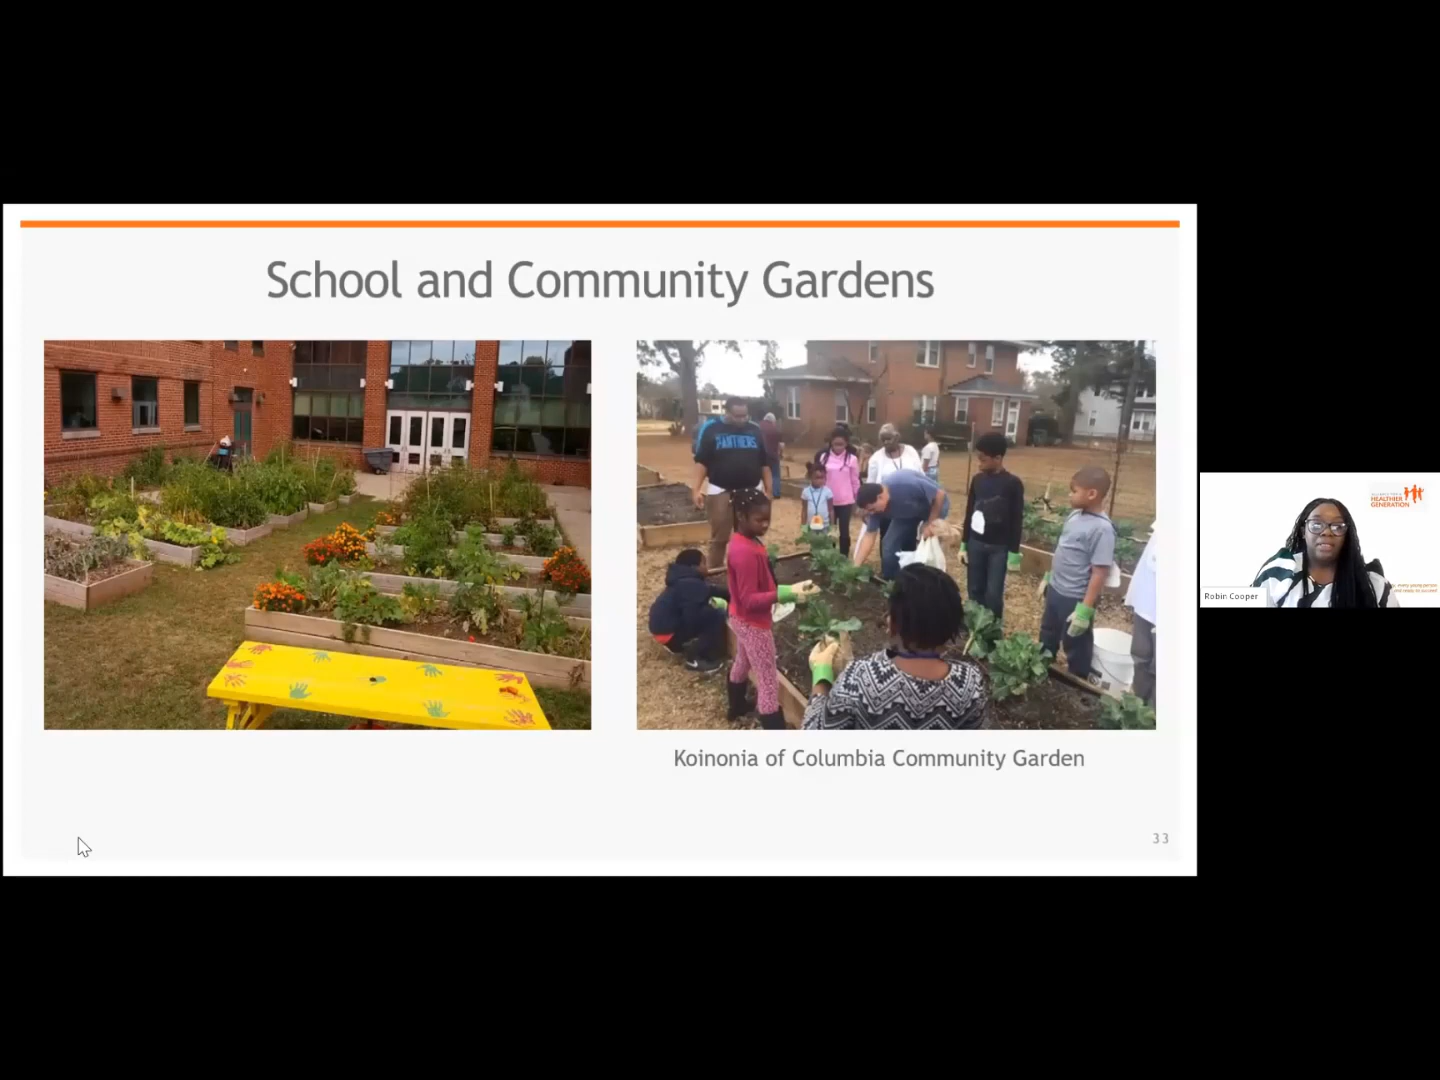 School and Community Gardens
PANTHERS
Koinonia of Columbia Community Garden
33
HEALTHIER
GENERATION
Robin Cooper